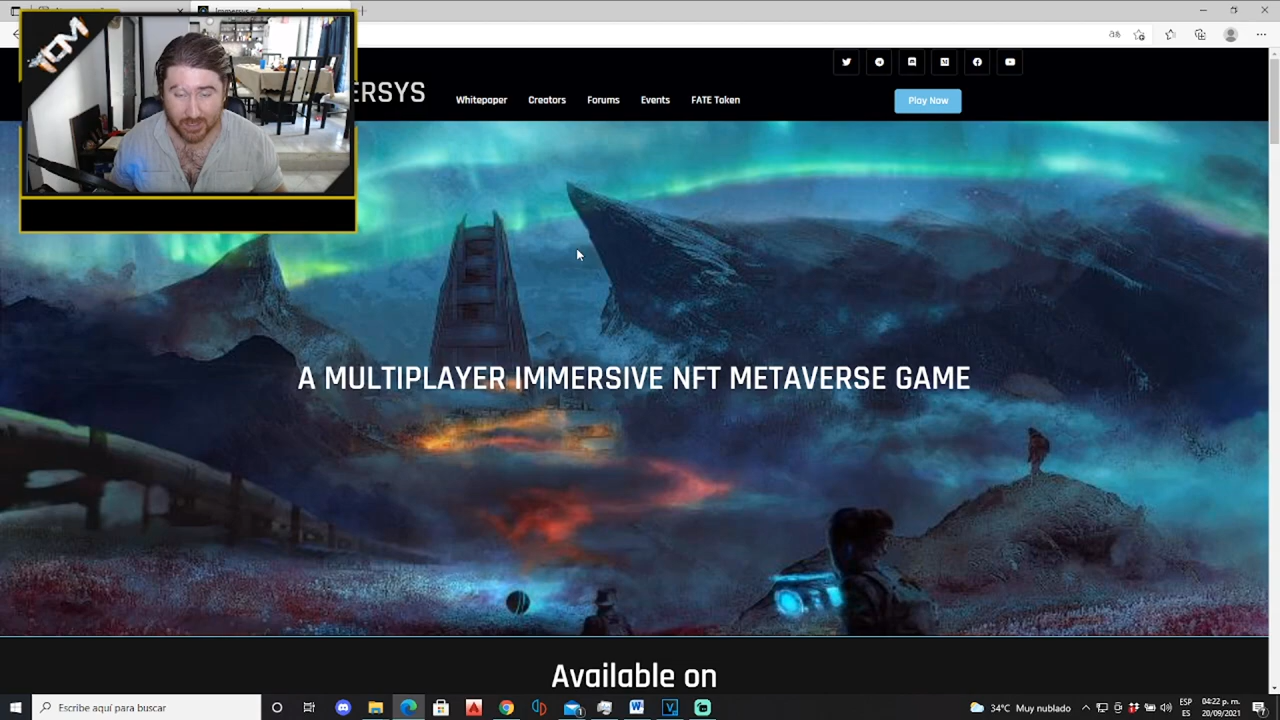 Immersys
ERSYS
Whitepaper
Creators
Forums
Events
FATE Token
Play Now
A MULTIPLAYER IMMERSIVE NFT METAVERSE GAME
Available on
Escribe aquí para buscar
34°C Muy nublado
ESP
ES
04:22 p. m.
20/09/2021